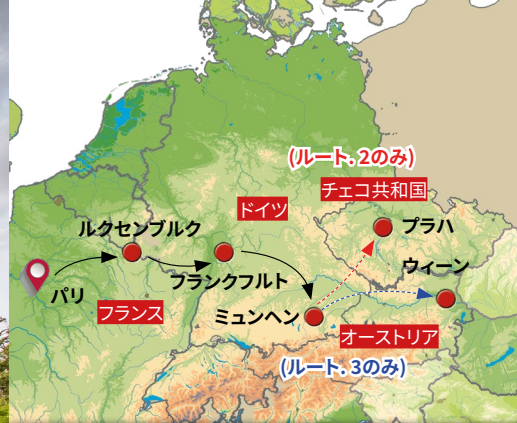 (ルート. 2のみ)
チェコ共和国
ドイツ
プラハ
ルクセンブルク
ウィーン
フランクフルト
パリ
フランス
ミュンヘン
オーストリア
(ルート. 3のみ)